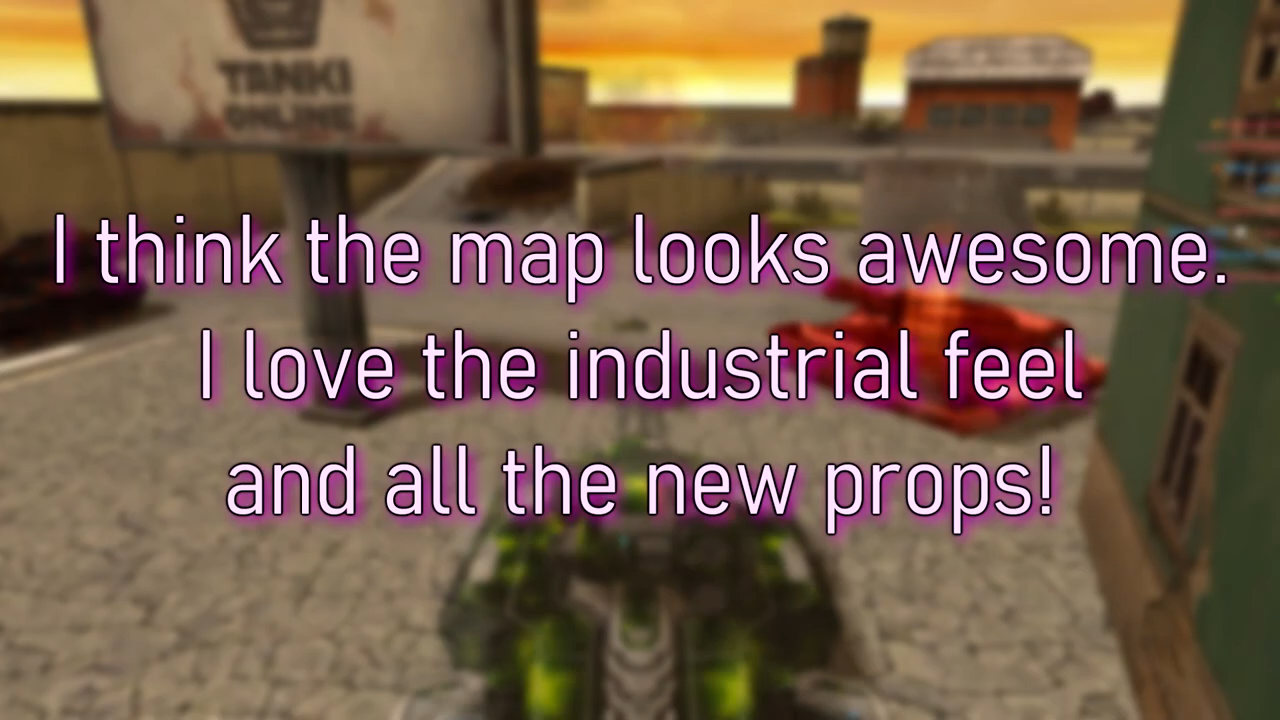 TANKI
ONLINE
I think the map looks awesome.
I love the industrial feel
and all the new props!